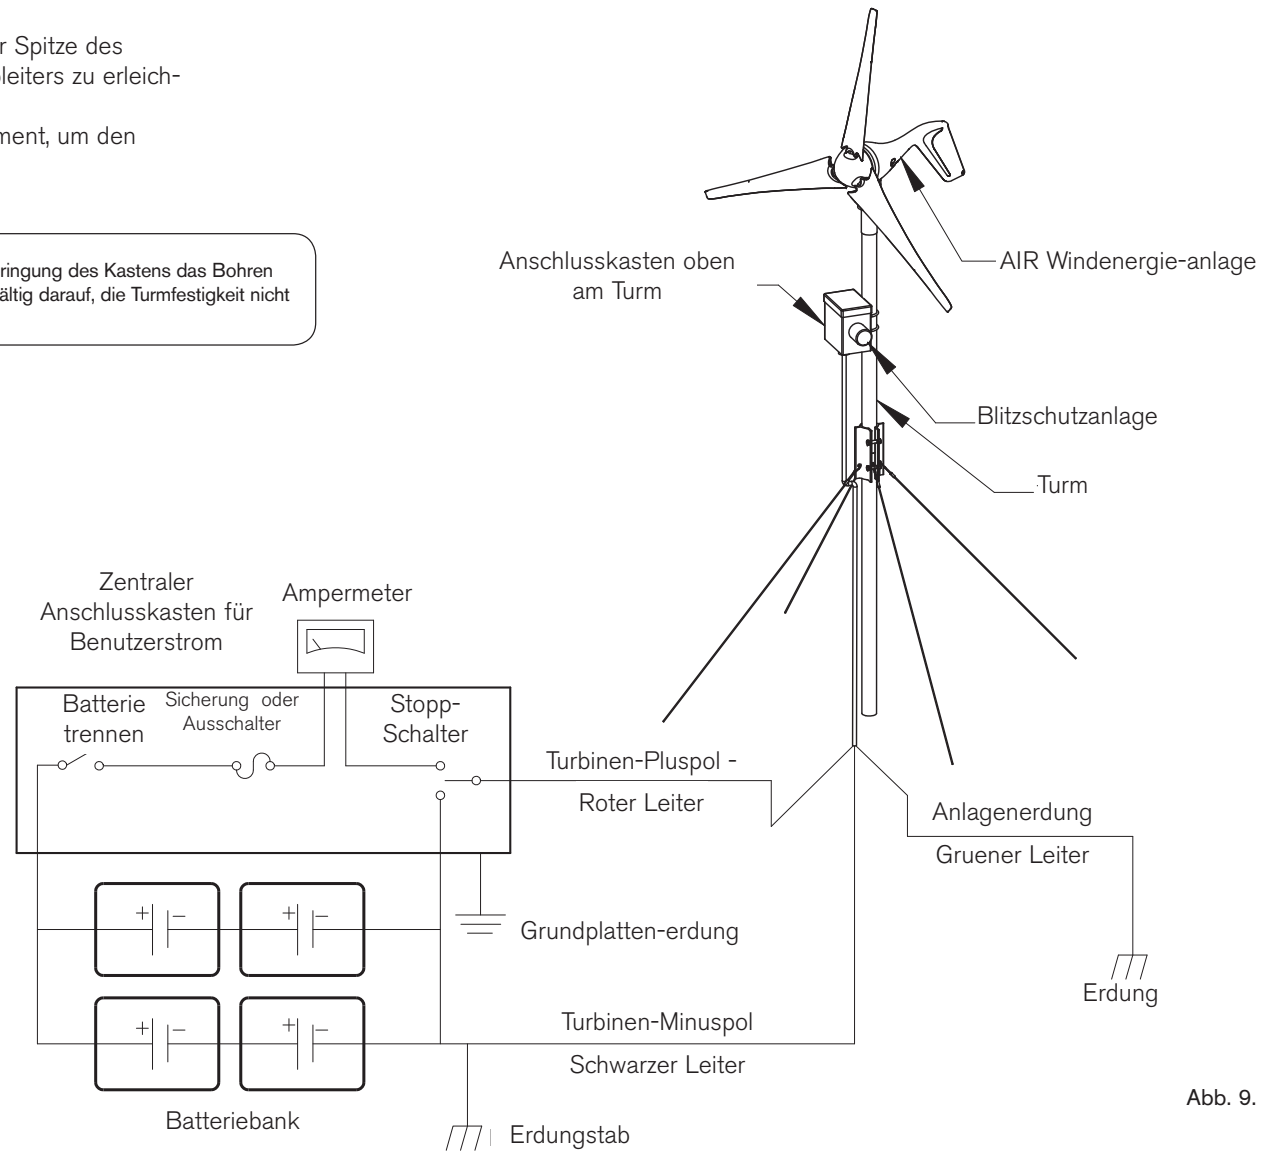 r Spitze des
leiters zu erleich-
ment, um den
ringung des Kastens das Bohren
ältig darauf, die Turmfestigkeit nicht
Anschlusskasten oben
am Turm
AIR Windenergie-anlage
Blitzschutzanlage
Turm
Zentraler
Anschlusskasten für
Benutzerstrom
Ampermeter
Batterie
trennen
Sicherung oder
Ausschalter
Stopp-
Schalter
Turbinen-Pluspol -
Roter Leiter
Anlagenerdung
Gruener Leiter
+ –
+ –
Grundplatten-erdung
Erdung
+ –
+ –
Turbinen-Minuspol
Schwarzer Leiter
Batteriebank
Erdungstab
Abb. 9.